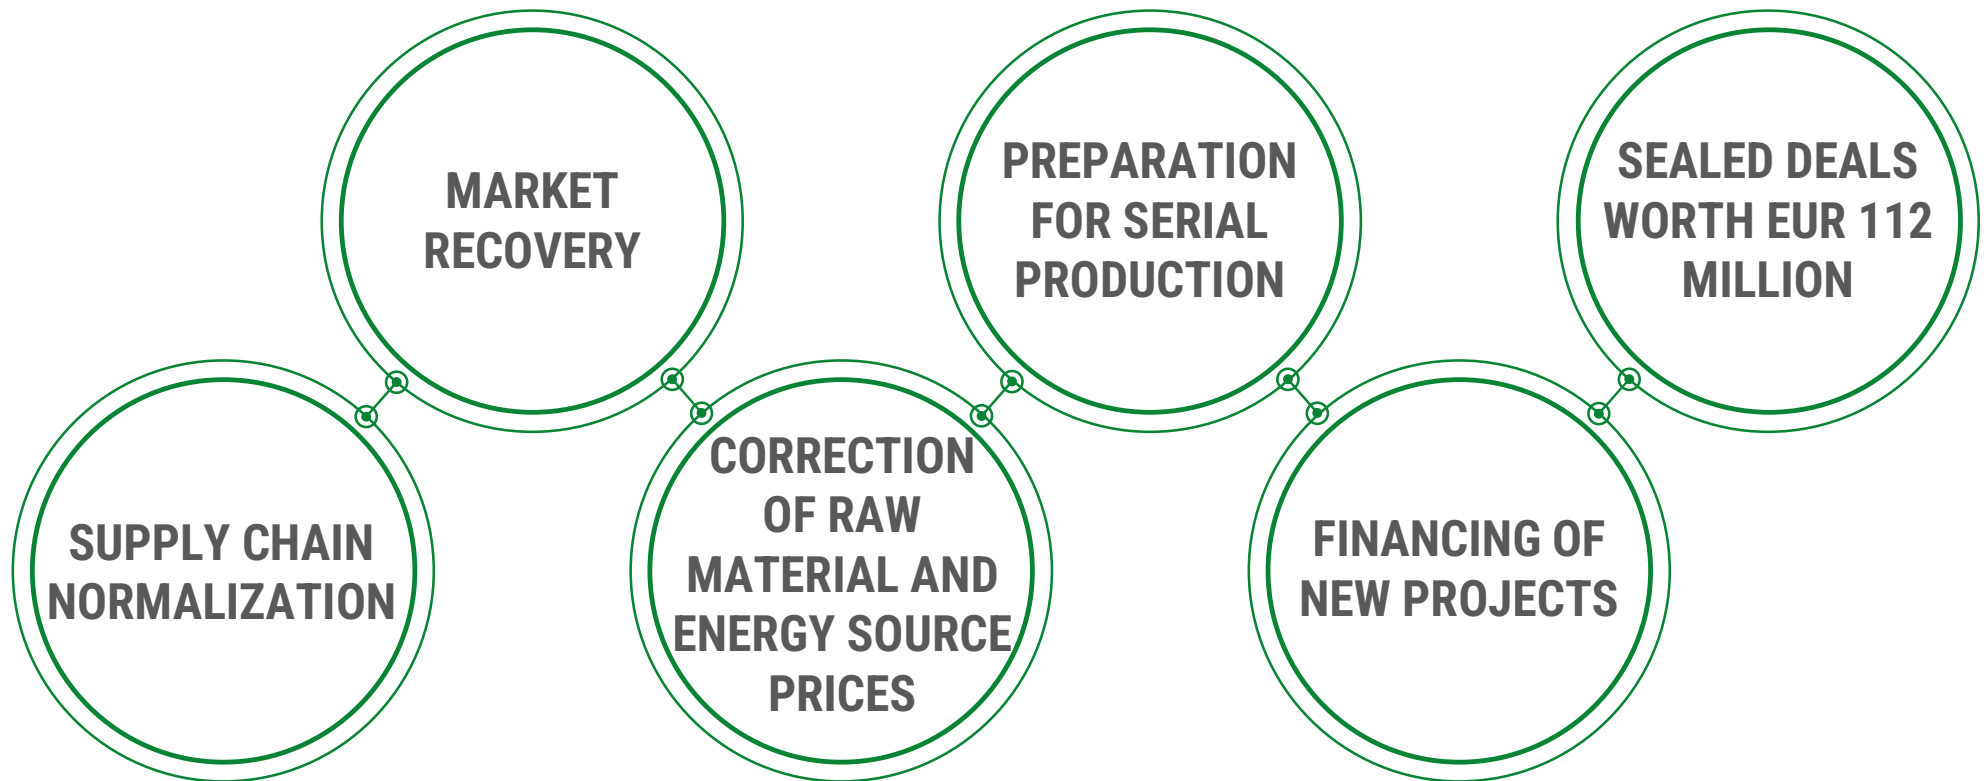 SUPPLY CHAIN
NORMALIZATION
MARKET
RECOVERY
CORRECTION
OF RAW
MATERIAL AND
ENERGY SOURCE
PRICES
PREPARATION
FOR SERIAL
PRODUCTION
FINANCING OF
NEW PROJECTS
SEALED DEALS
WORTH EUR 112
MILLION